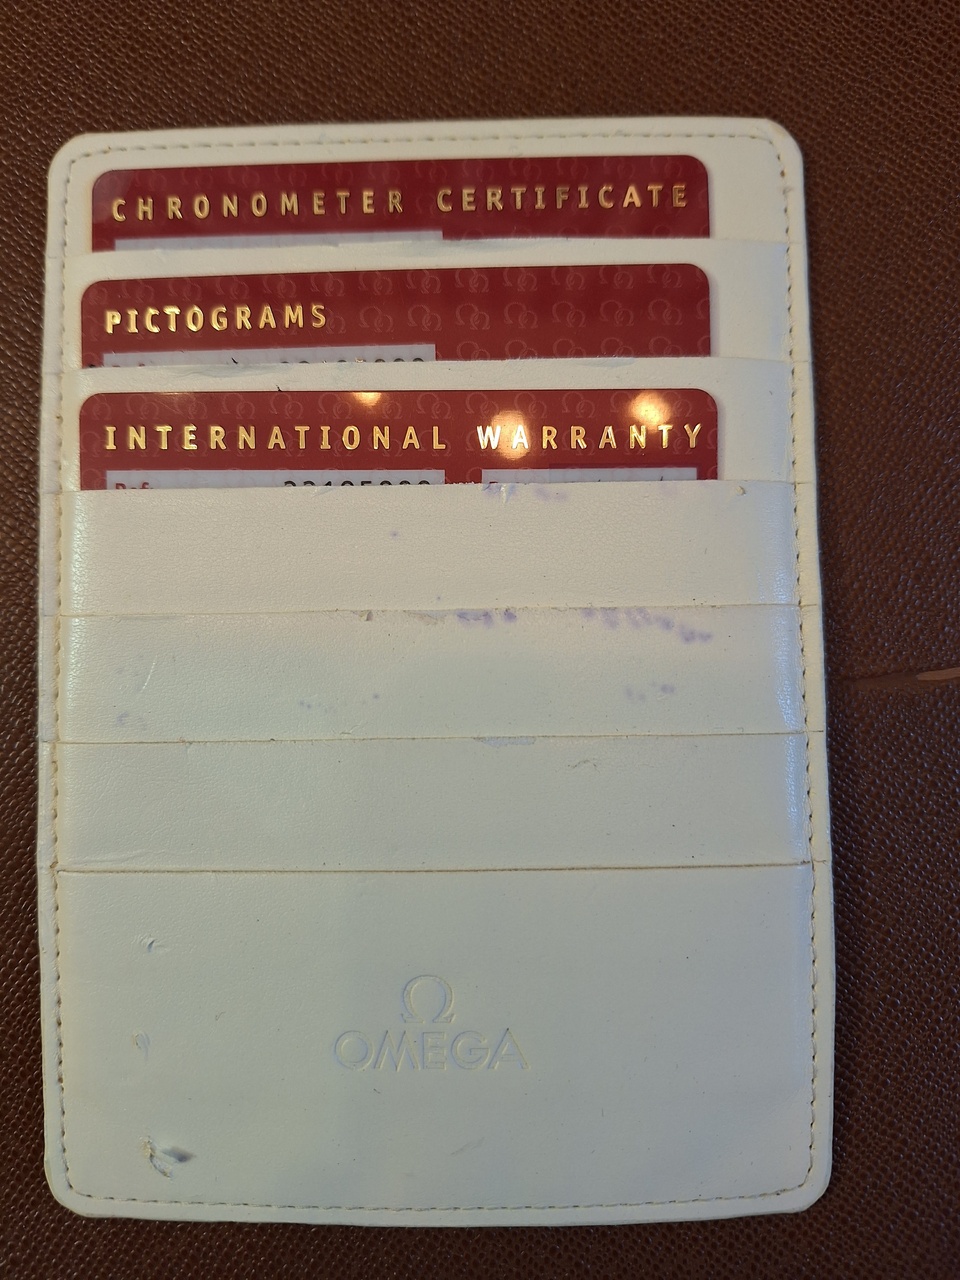 CHRONOMETER CERTIFICATE
PICTOGRAMS
INTERNATIONAL WARRANTY
Ω
OMEGA